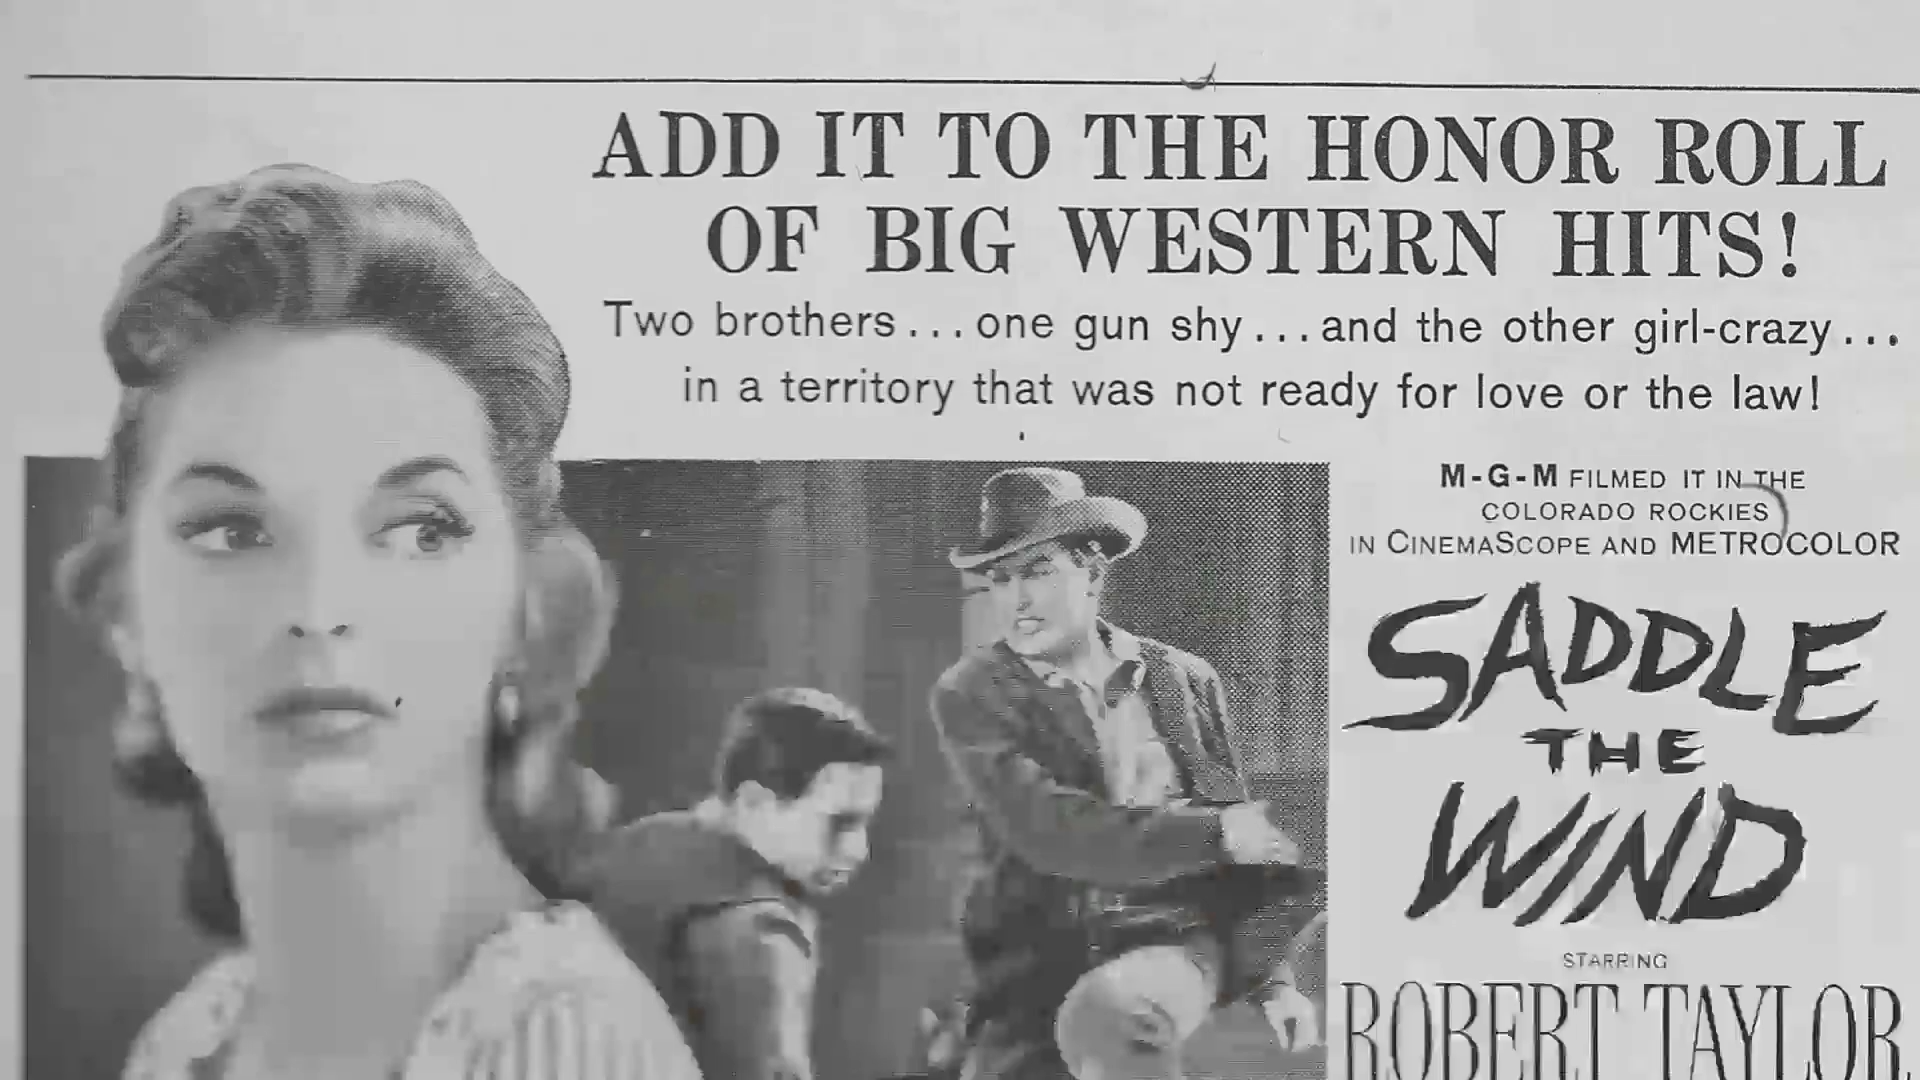 ADD IT TO THE HONOR ROLL
OF BIG WESTERN HITS!
Two brothers...one gun shy...and the other girl-crazy...
in a territory that was not ready for love or the law!
M-G-M FILMED IT IN THE
COLORADO ROCKIES
IN CINEMASCOPE AND METROCOLOR
SADDLE
THE
WIND
STARRING
ROBERT TAYLOR